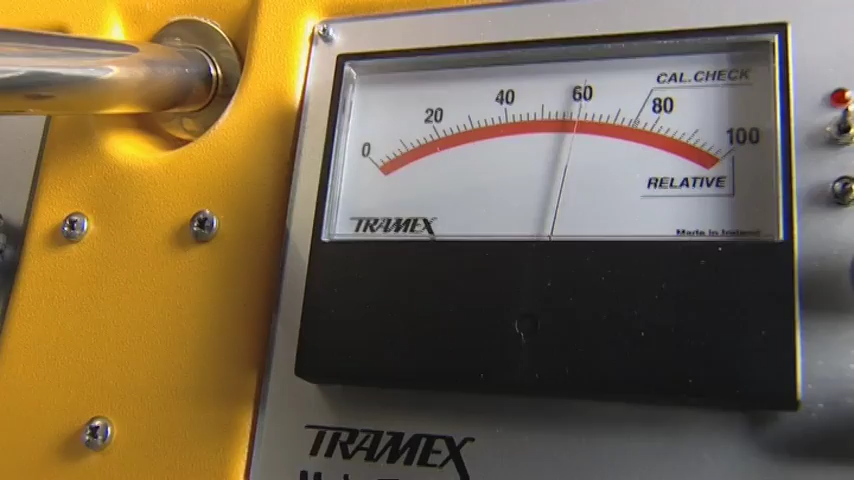 CAL. CHECK
0 20 40 60 80 100
RELATIVE
TRAMEX
Made in Ireland
TRAMEX